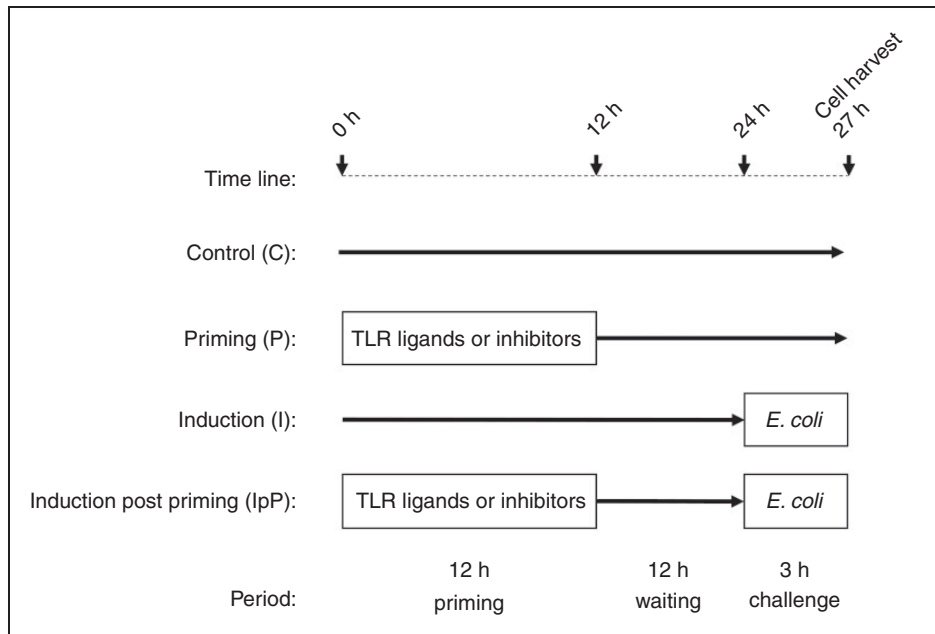 Cell harvest
0 h 12 h 24 h 27 h
Time line:
Control (C):
Priming (P): TLR ligands or inhibitors
Induction (I): E. coli
Induction post priming (IpP): TLR ligands or inhibitors E. coli
12 h 12 h 3 h
Period: priming waiting challenge